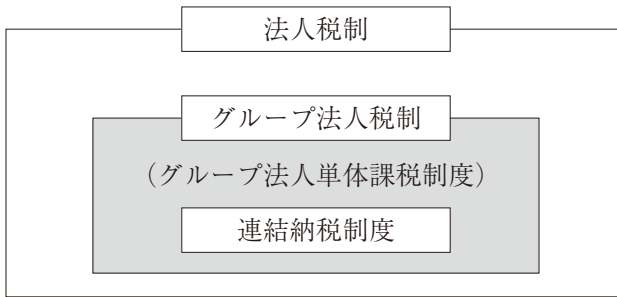 法人税制
グループ法人税制
（グループ法人単体課税制度）
連結納税制度